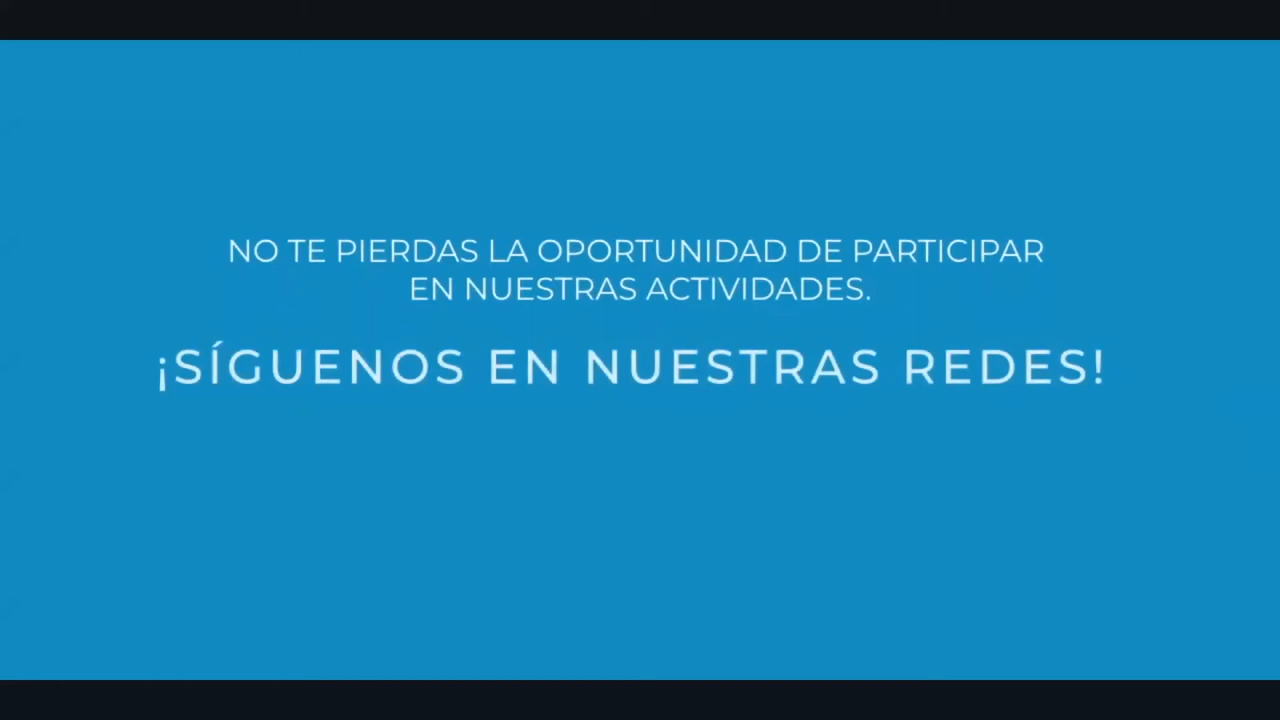 NO TE PIERDAS LA OPORTUNIDAD DE PARTICIPAR
EN NUESTRAS ACTIVIDADES.
¡SÍGUENOS EN NUESTRAS REDES!